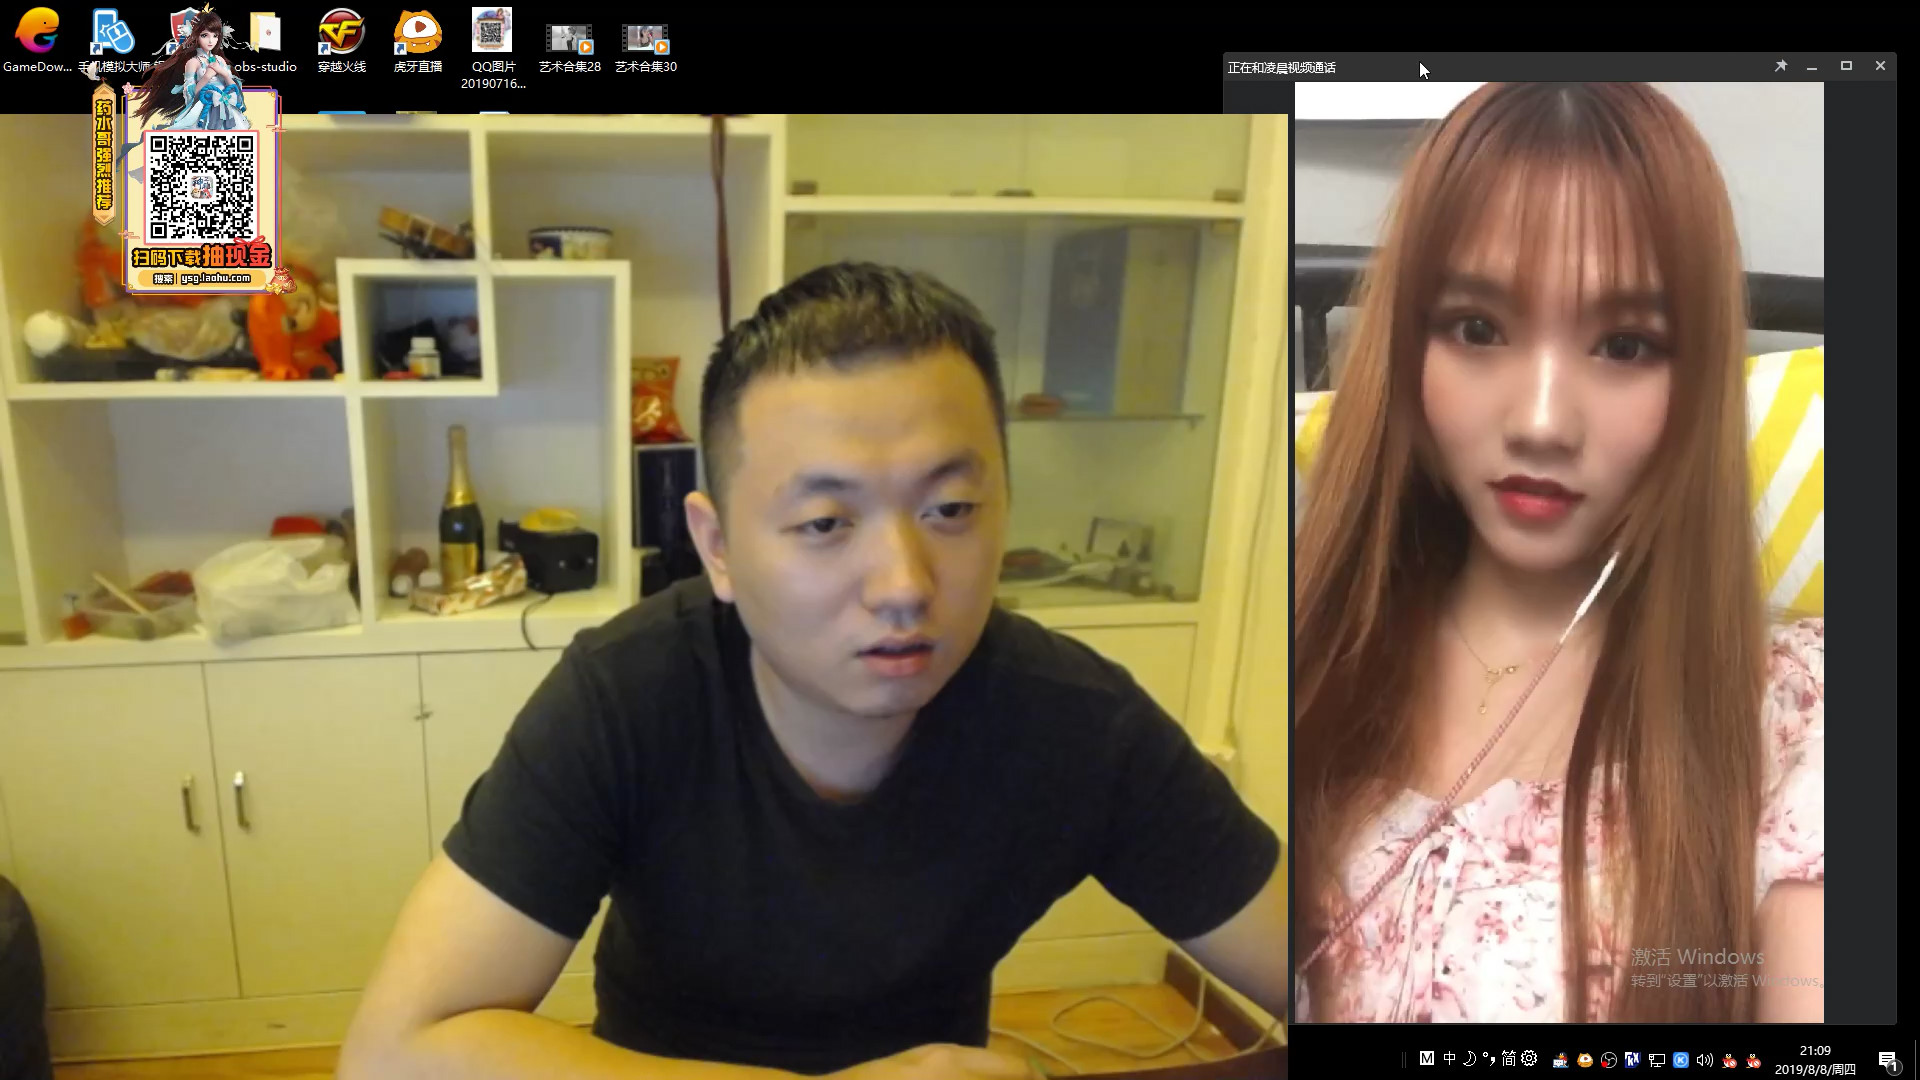 GameDow...
手机模拟大师
obs-studio
穿越火线
虎牙直播
QQ图片
20190716...
艺术合集28
艺术合集30
药水哥强烈推荐
扫码下载抽现金
搜索 ysg.laohu.com
正在和凌晨视频通话
激活 Windows
转到"设置"以激活 Windows。
M 中 简
21:09
2019/8/8/周四
1